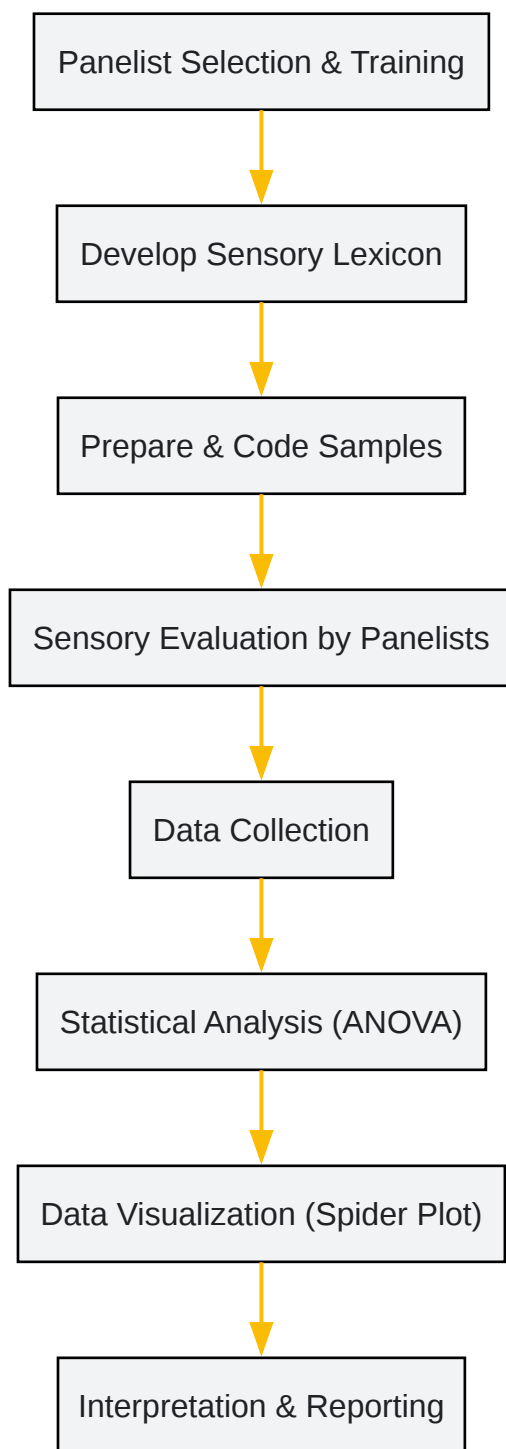 Panelist Selection & Training
Develop Sensory Lexicon
Prepare & Code Samples
Sensory Evaluation by Panelists
Data Collection
Statistical Analysis (ANOVA)
Data Visualization (Spider Plot)
Interpretation & Reporting